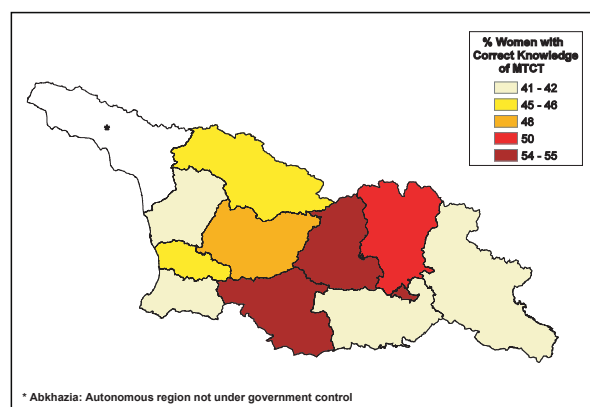 % Women with
Correct Knowledge
of MTCT
41 - 42
45 - 46
48
50
54 - 55
*
* Abkhazia: Autonomous region not under government control